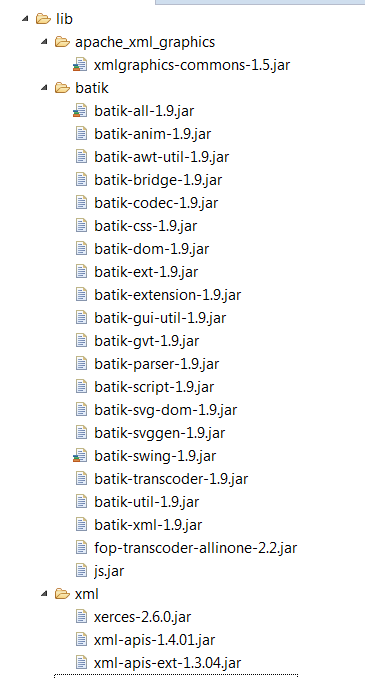 lib
apache_xml_graphics
xmlgraphics-commons-1.5.jar
batik
batik-all-1.9.jar
batik-anim-1.9.jar
batik-awt-util-1.9.jar
batik-bridge-1.9.jar
batik-codec-1.9.jar
batik-css-1.9.jar
batik-dom-1.9.jar
batik-ext-1.9.jar
batik-extension-1.9.jar
batik-gui-util-1.9.jar
batik-gvt-1.9.jar
batik-parser-1.9.jar
batik-script-1.9.jar
batik-svg-dom-1.9.jar
batik-svggen-1.9.jar
batik-swing-1.9.jar
batik-transcoder-1.9.jar
batik-util-1.9.jar
batik-xml-1.9.jar
fop-transcoder-allinone-2.2.jar
js.jar
xml
xerces-2.6.0.jar
xml-apis-1.4.01.jar
xml-apis-ext-1.3.04.jar